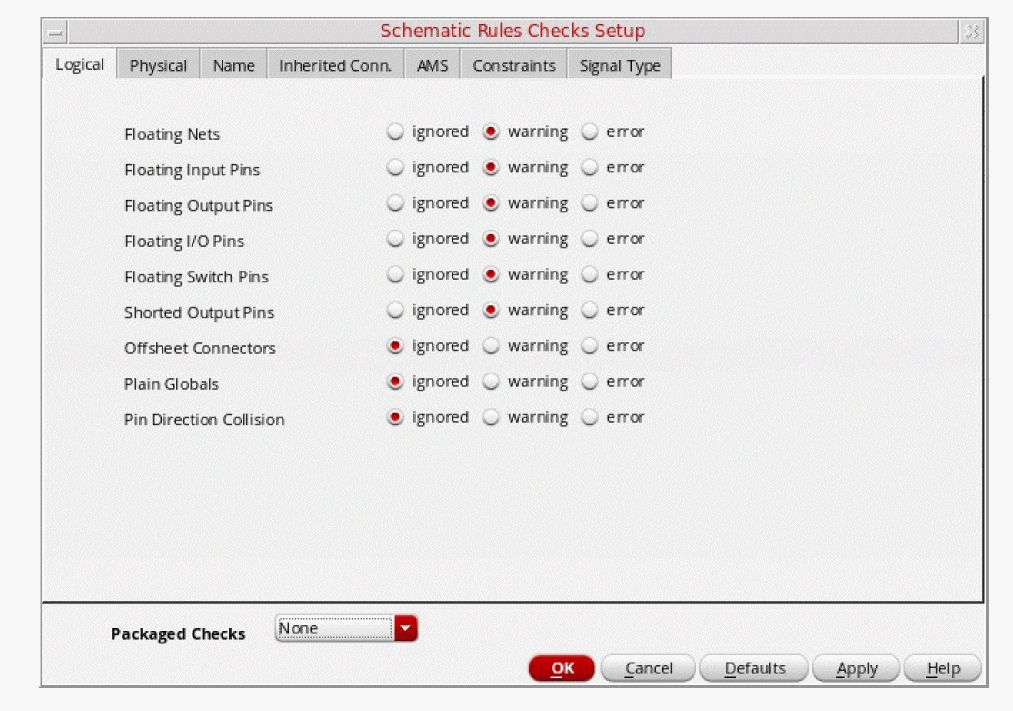 Schematic Rules Checks Setup
Logical Physical Name Inherited Conn. AMS Constraints Signal Type
Floating Nets ignored warning error
Floating Input Pins ignored warning error
Floating Output Pins ignored warning error
Floating I/O Pins ignored warning error
Floating Switch Pins ignored warning error
Shorted Output Pins ignored warning error
Offsheet Connectors ignored warning error
Plain Globals ignored warning error
Pin Direction Collision ignored warning error
Packaged Checks None
OK Cancel Defaults Apply Help